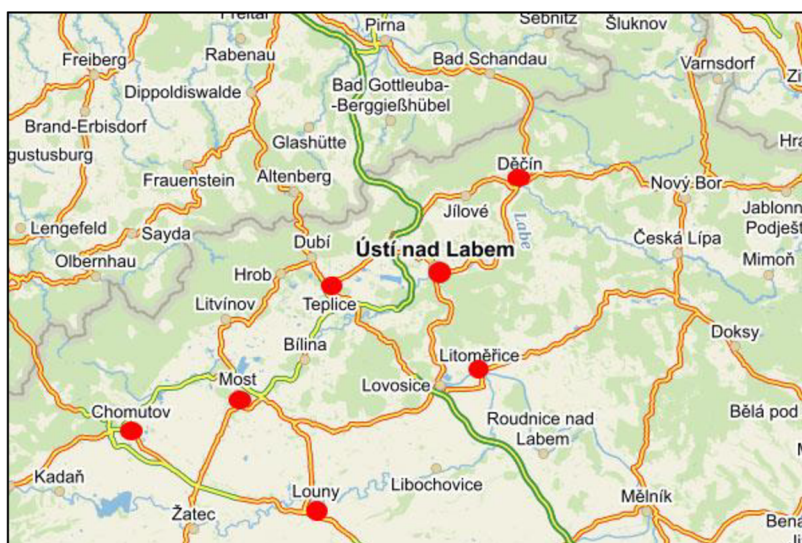 Freital
Pirna
Sebnitz
Šluknov
Freiberg
Rabenau
Bad Schandau
Varnsdorf
Dippoldiswalde
Bad Gottleuba-
-Berggießhübel
Brand-Erbisdorf
Glashütte
gustusburg
Frauenstein
Altenberg
Děčín
Nový Bor
Jílové
Jablonn
Podješt
Lengefeld
Sayda
Labe
Dubí
Ústí nad Labem
Česká Lípa
Olbernhau
Hrob
Mimoň
Litvínov
Teplice
Bílina
Litoměřice
Doksy
Most
Lovosice
Chomutov
Roudnice nad
Labem
Bělá pod
Kadaň
Libochovice
Louny
Mělník
Žatec
Bena